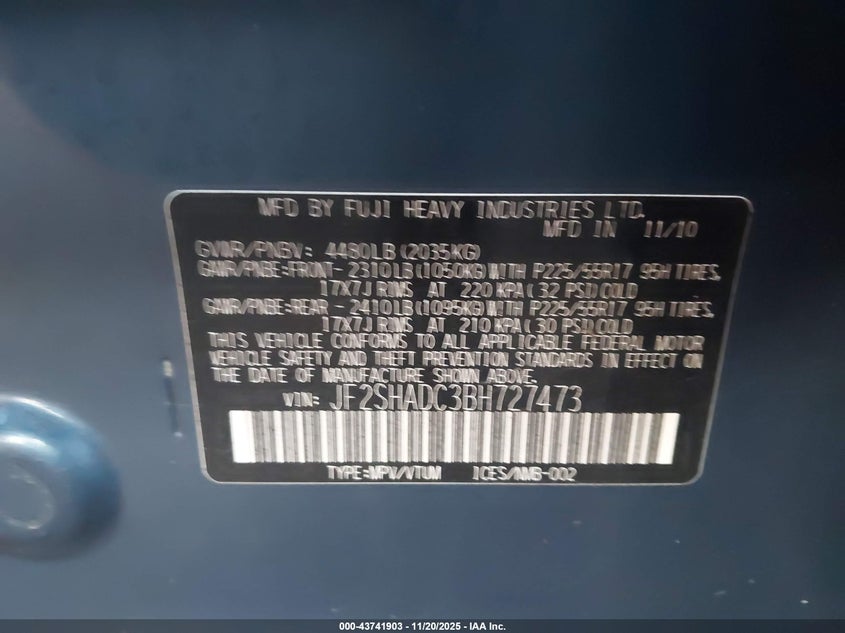 MFD BY FUJI HEAVY INDUSTRIES LTD.
MFD IN 11/10
GVWR/PNBV: 4480LB (2035KG)
GAWR/PNBE:FRONT-2310LB(1050KG)WITH P225/55R17 95H TIRES,
17X7J RIMS AT 220 KPA( 32 PSI)COLD
GAWR/PNBE:REAR -2410LB(1095KG)WITH P225/55R17 95H TIRES,
17X7J RIMS AT 210 KPA( 30 PSI)COLD
THIS VEHICLE CONFORMS TO ALL APPLICABLE FEDERAL MOTOR
VEHICLE SAFETY AND THEFT PREVENTION STANDARDS IN EFFECT ON
THE DATE OF MANUFACTURE SHOWN ABOVE.
VIN: JF2SHADC3BH727473
TYPE:MPV/VTUM ICES/NMB-002
000-43741903 - 11/20/2025 - IAA Inc.